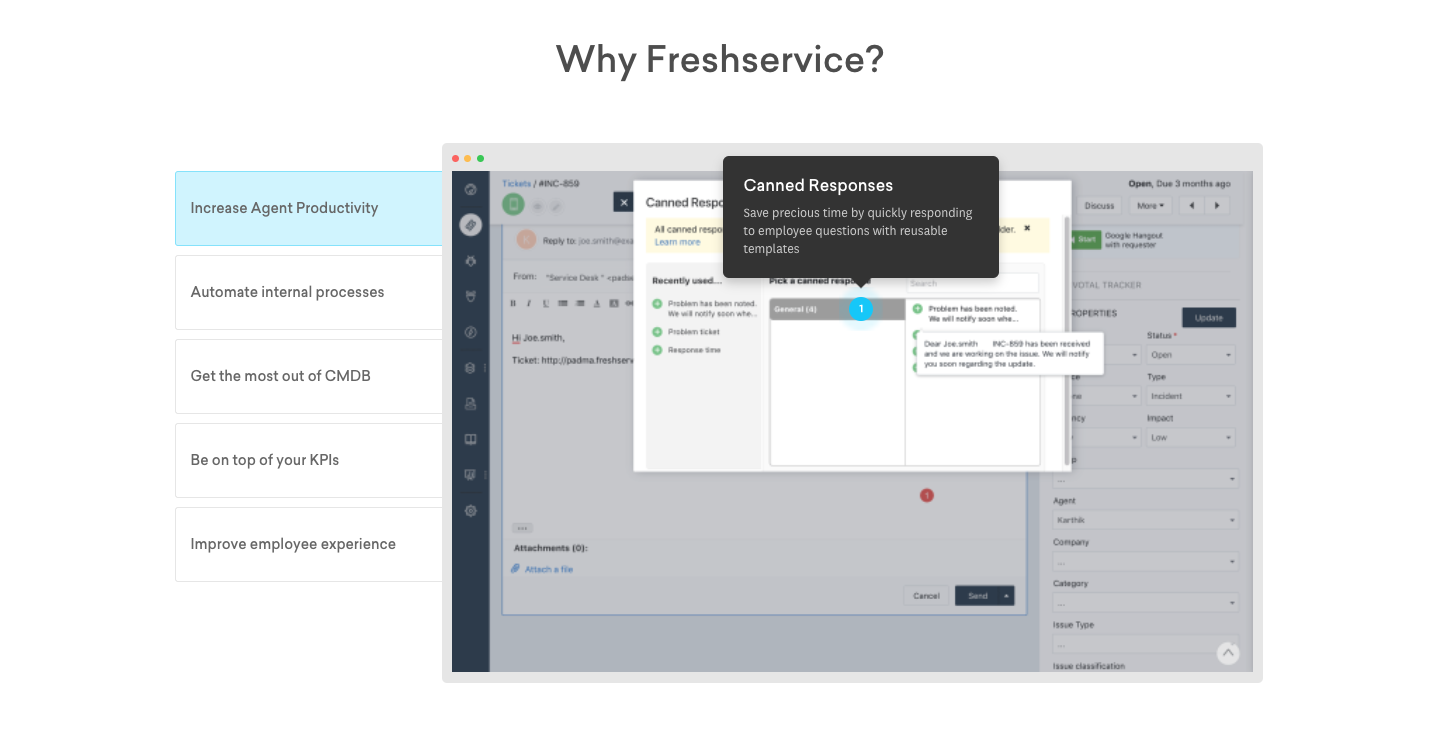 Why Freshservice?
Increase Agent Productivity
Automate internal processes
Get the most out of CMDB
Be on top of your KPIs
Improve employee experience
Tickets / #INC-859
Open, Due 3 months ago
Discuss
More
Reply to: joe.smith@exa
From: "Service Desk " <padw
B I U
Hi Joe.smith,
Ticket: http://padma.freshserv
Attachments (0):
Attach a file
Cancel
Send
Canned Respo
All canned respo
lder.
Learn more
Canned Responses
Save precious time by quickly responding
to employee questions with reusable
templates
Recently used...
Problem has been noted.
We will notify soon whe...
Problem ticket
Response time
Pick a canned response
Search
General (4)
1
Problem has been noted.
We will notify soon whe...
Dear Joe.smith INC-859 has been received
and we are working on the issue. We will notify
you soon regarding the update.
1
Start
Google Hangout
with requester
VOTAL TRACKER
ROPERTIES
Update
Status *
Open
Type
Incident
Impact
Low
Agent
Karthik
Company
...
Category
...
Issue Type
...
Issue classification